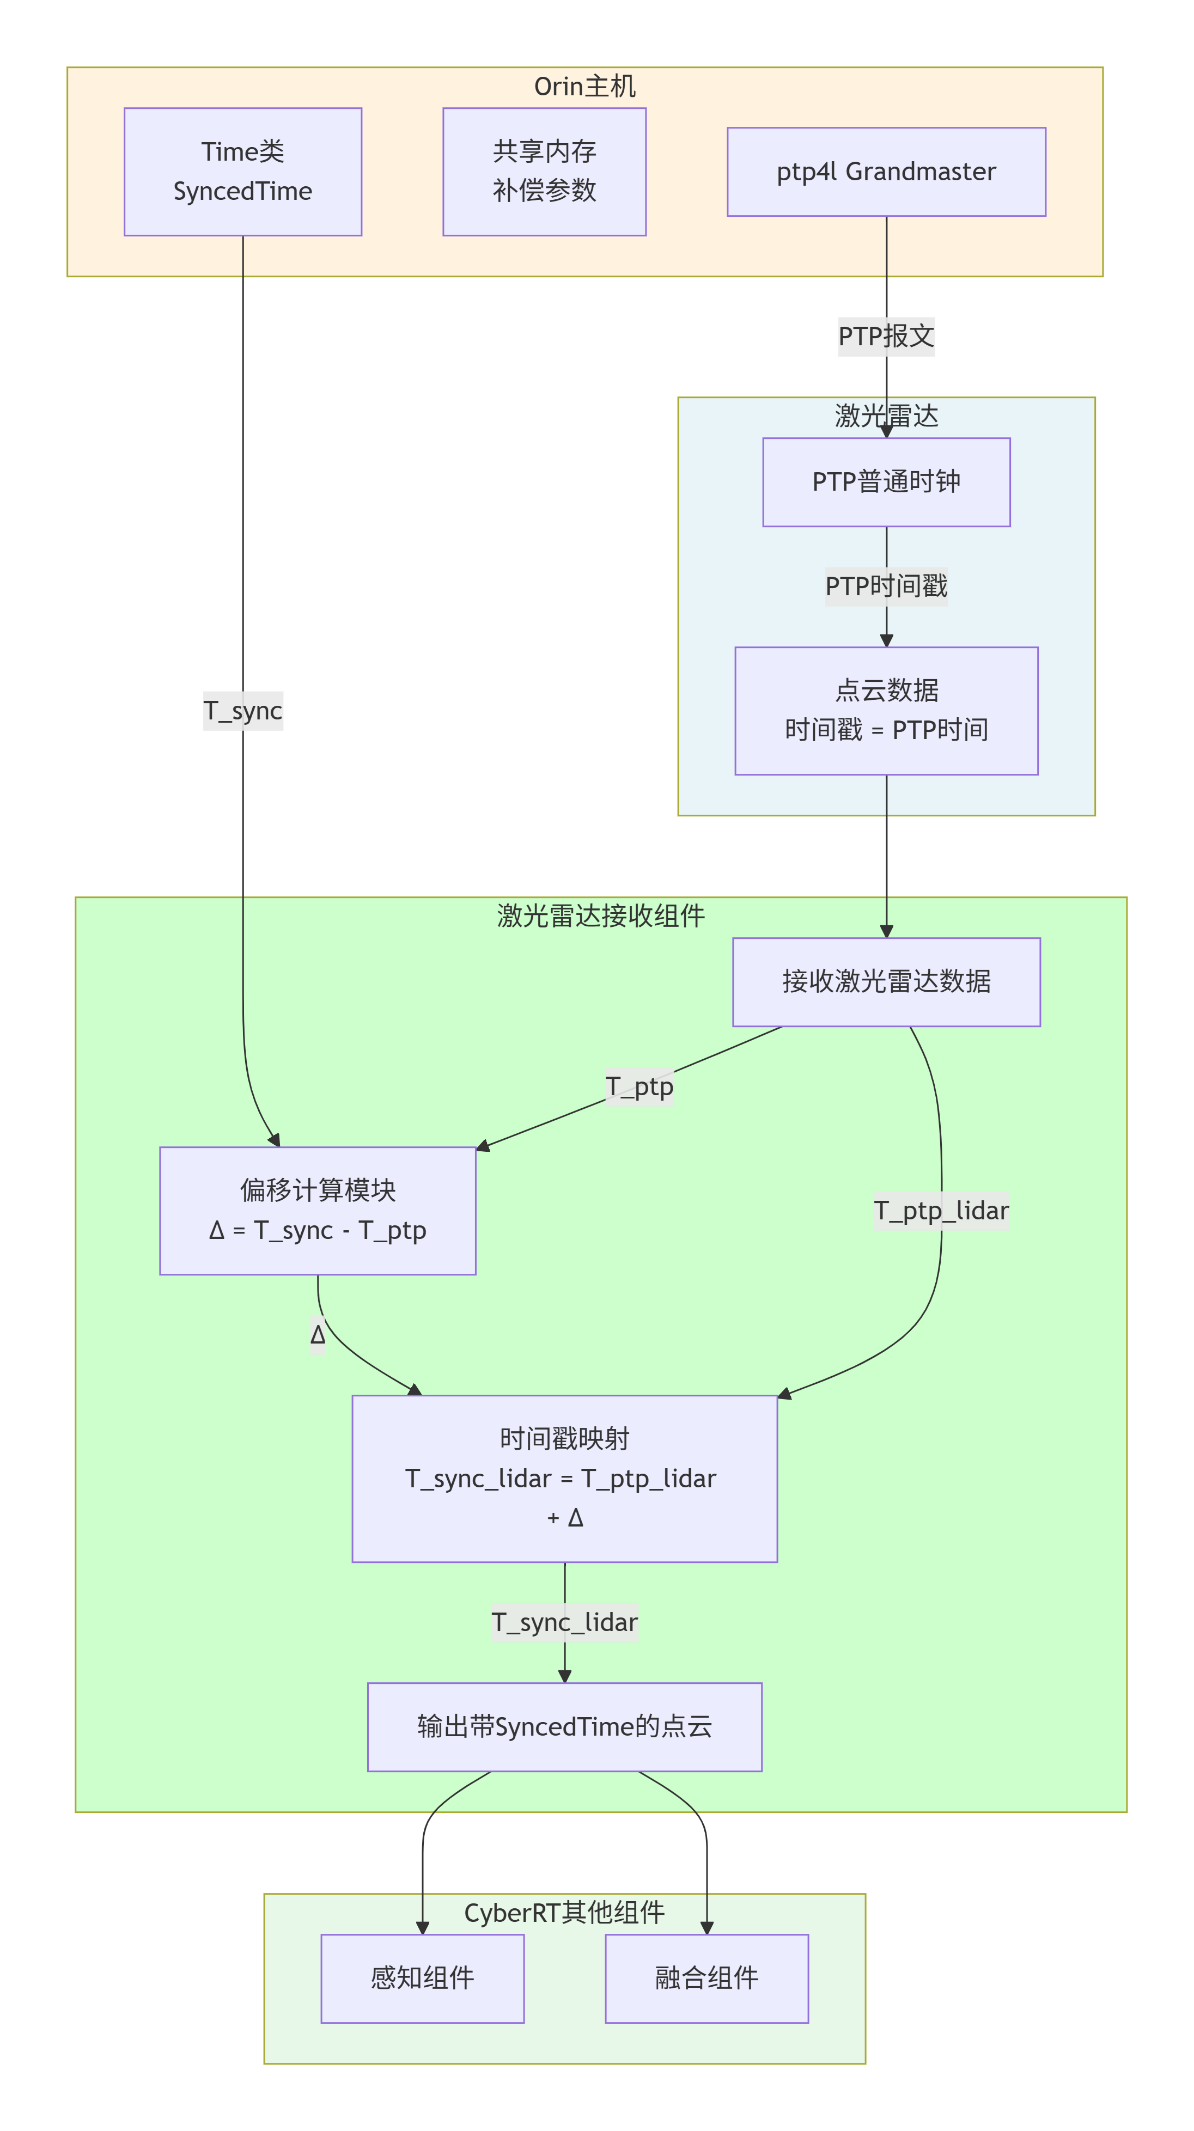 Orin主机
Time类
SyncedTime
共享内存
补偿参数
ptp4l Grandmaster
PTP报文
激光雷达
PTP普通时钟
PTP时间戳
点云数据
时间戳 = PTP时间
T_sync
激光雷达接收组件
接收激光雷达数据
T_ptp
偏移计算模块
Δ = T_sync - T_ptp
T_ptp_lidar
Δ
时间戳映射
T_sync_lidar = T_ptp_lidar
+ Δ
T_sync_lidar
输出带SyncedTime的点云
CyberRT其他组件
感知组件
融合组件